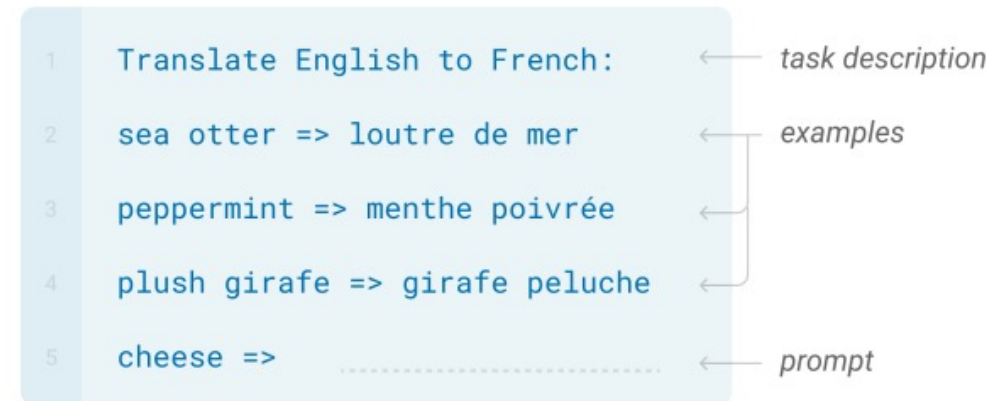 1 Translate English to French: task description
2 sea otter => loutre de mer examples
3 peppermint => menthe poivrée
4 plush girafe => girafe peluche
5 cheese => prompt